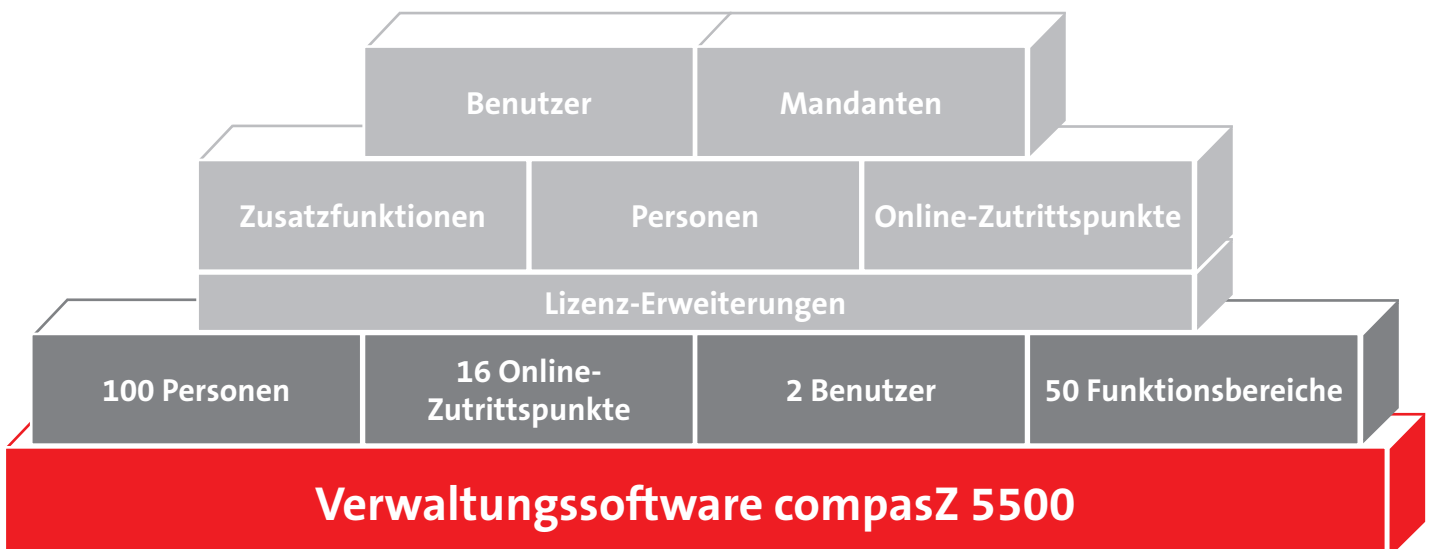 Benutzer
Mandanten
Zusatzfunktionen
Personen
Online-Zutrittspunkte
Lizenz-Erweiterungen
100 Personen
16 Online-
Zutrittspunkte
2 Benutzer
50 Funktionsbereiche
Verwaltungssoftware compasZ 5500